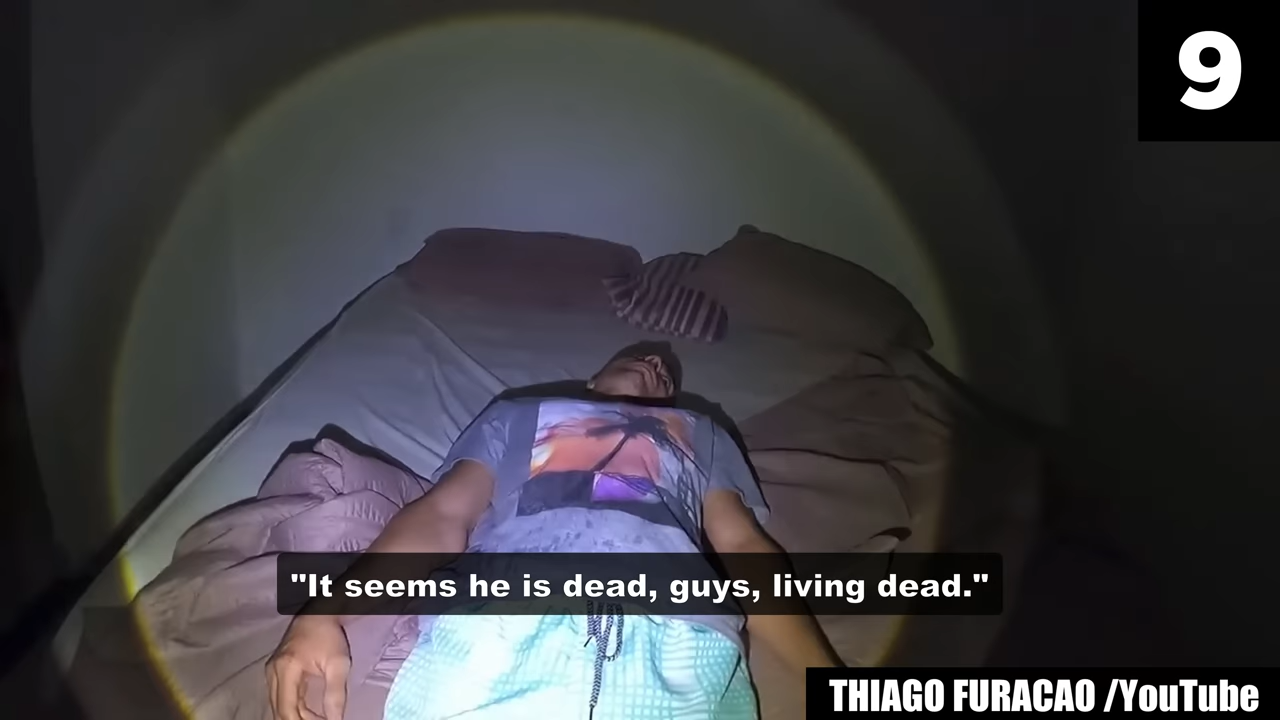 9
"It seems he is dead, guys, living dead."
THIAGO FURACAO /YouTube